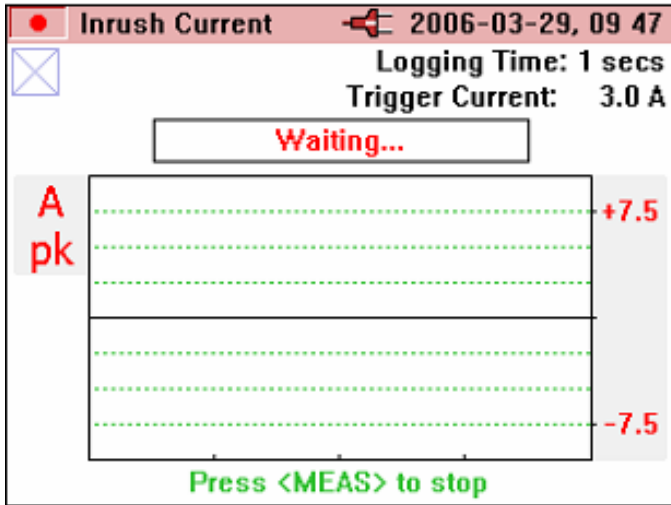 Inrush Current 2006-03-29, 09 47
Logging Time: 1 secs
Trigger Current: 3.0 A
Waiting...
A
pk
+7.5
-7.5
Press <MEAS> to stop